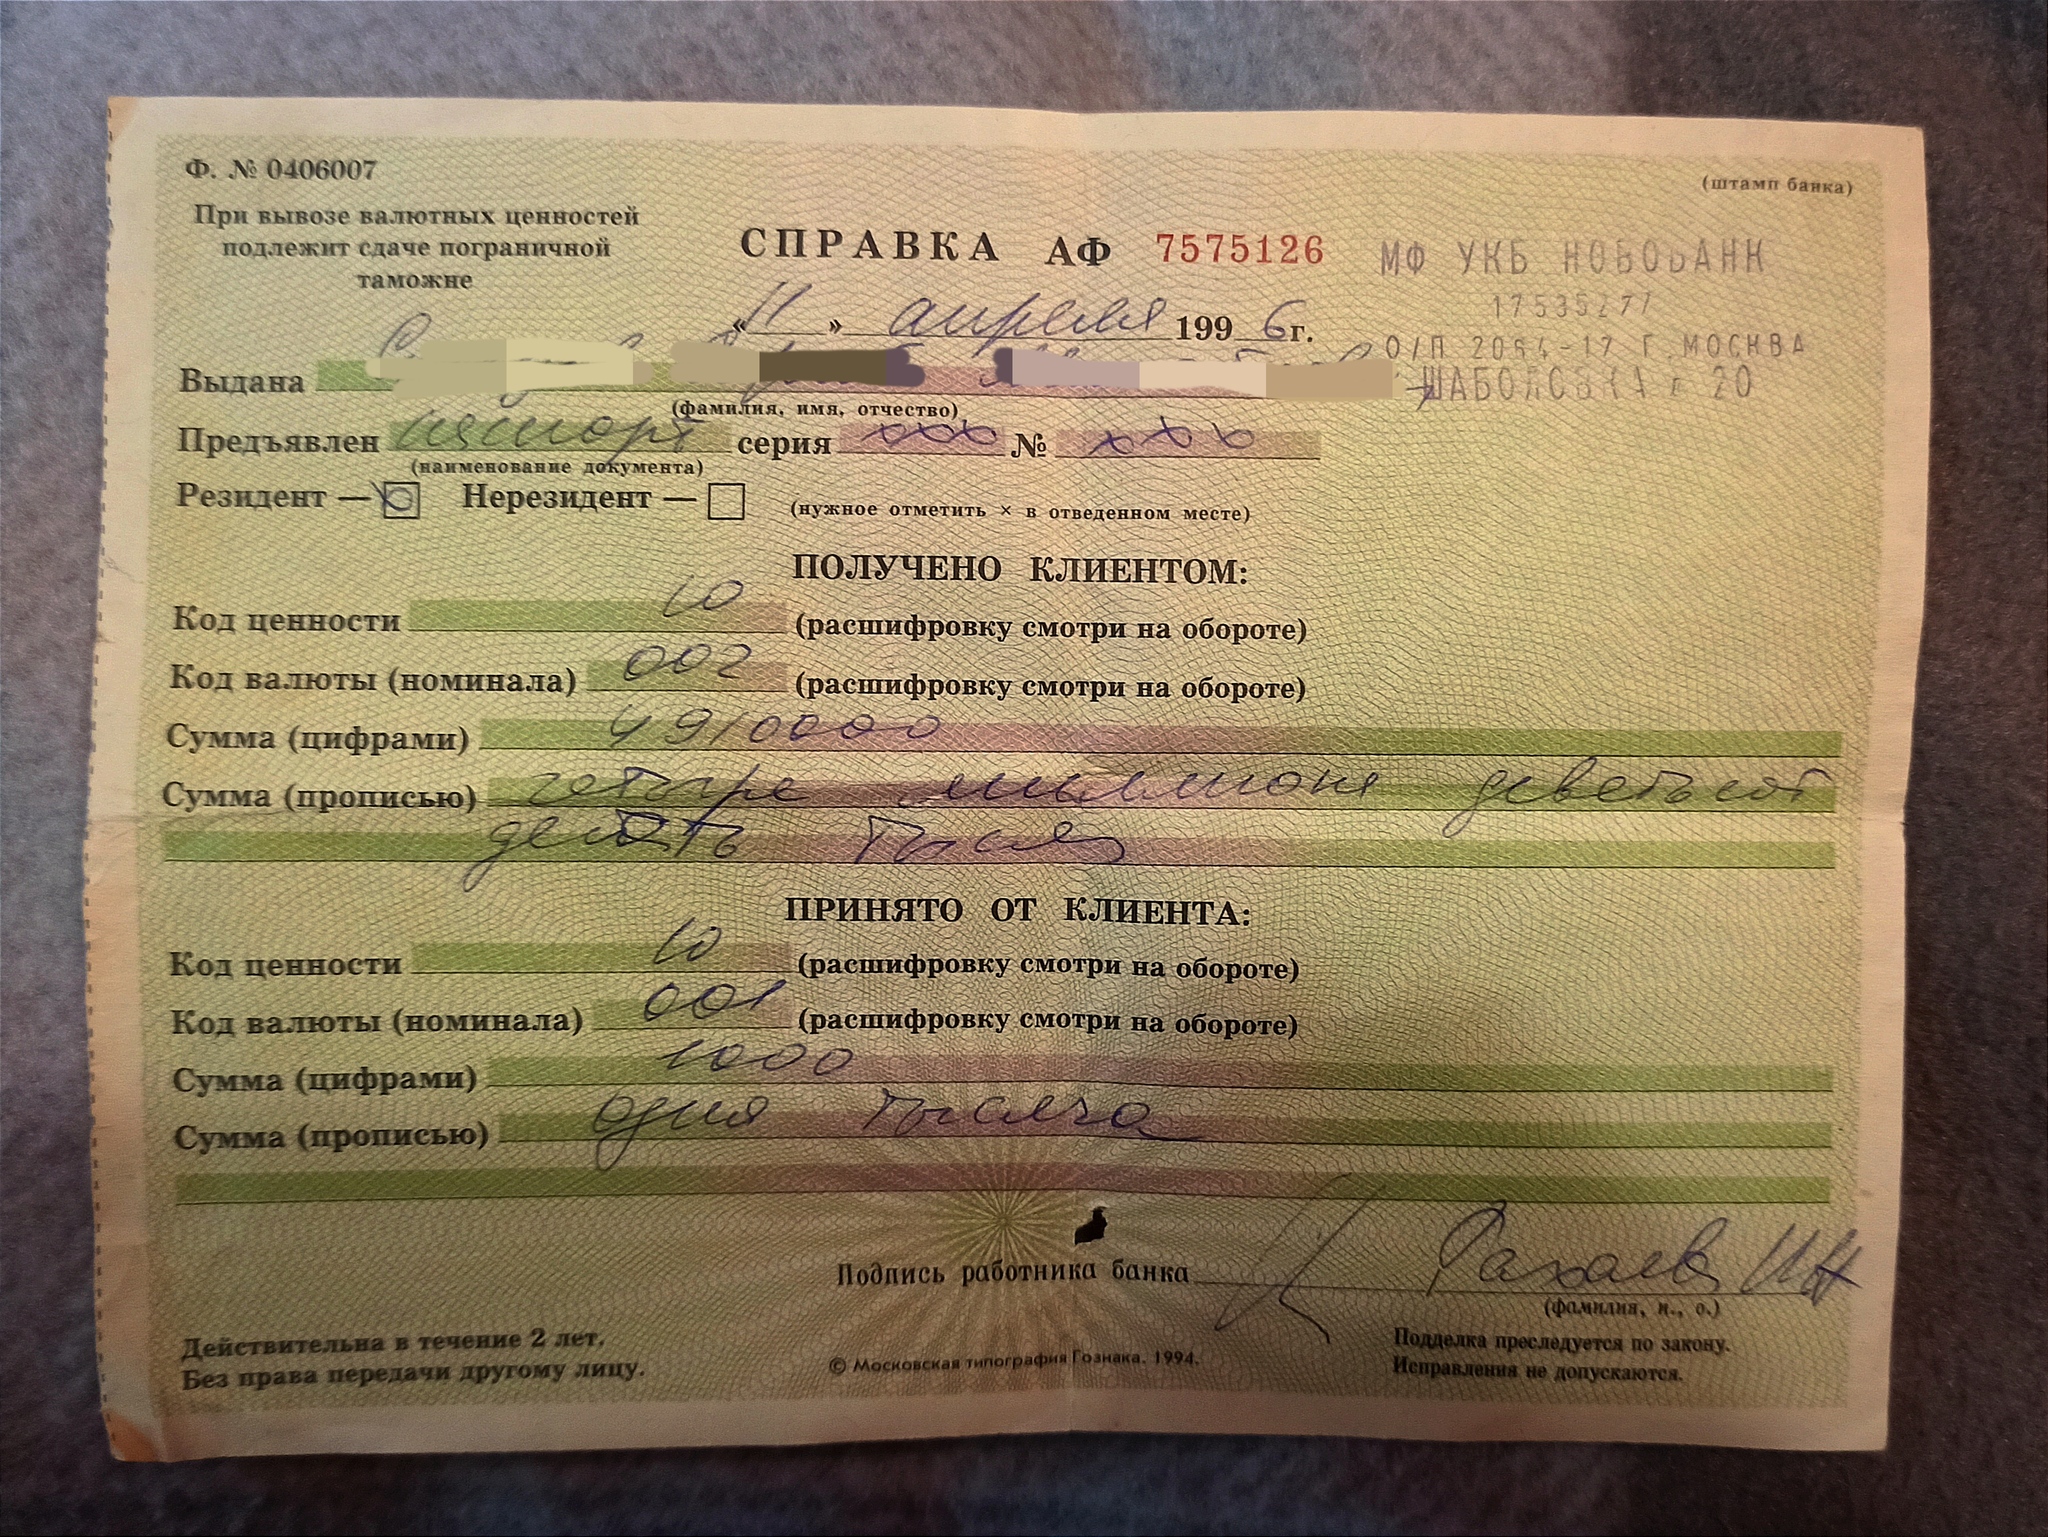 Ф. № 0406007
(штамп банка)
При вывозе валютных ценностей
подлежит сдаче пограничной
таможне
СПРАВКА АФ 7575126
МФ УКБ НОВОБАНК
17535277
О/П 2064-17 Г МОСКВА
ШАБОЛОВКА 20
« 11 » апреля 1996 г.
Выдана
(фамилия, имя, отчество)
Предъявлен паспорт серия ххх № ххх
(наименование документа)
Резидент — Нерезидент — (нужное отметить × в отведенном месте)
ПОЛУЧЕНО КЛИЕНТОМ:
Код ценности 10 (расшифровку смотри на обороте)
Код валюты (номинала) 002 (расшифровку смотри на обороте)
Сумма (цифрами) 4910000
Сумма (прописью) четыре миллиона девятьсот
десять тысяч
ПРИНЯТО ОТ КЛИЕНТА:
Код ценности 10 (расшифровку смотри на обороте)
Код валюты (номинала) 001 (расшифровку смотри на обороте)
Сумма (цифрами) 1000
Сумма (прописью) одна тысяча
Подпись работника банка
(фамилия, и., о.)
Действительна в течение 2 лет.
Без права передачи другому лицу.
© Московская типография Гознака. 1994.
Подделка преследуется по закону.
Исправления не допускаются.